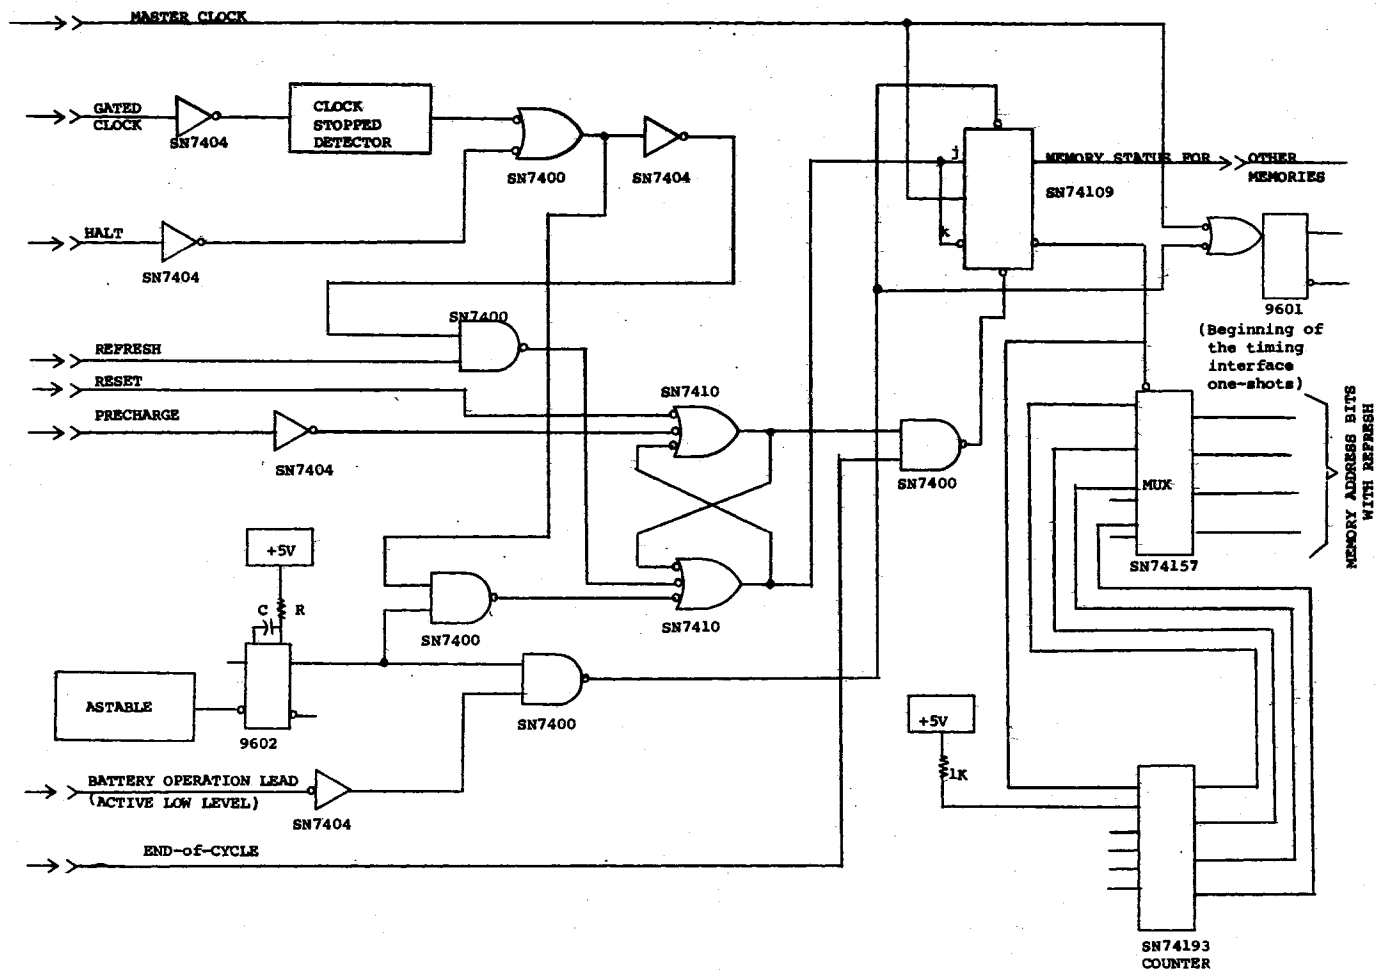 MASTER CLOCK
GATED
CLOCK
SN7404
CLOCK
STOPPED
DETECTOR
SN7400
SN7404
j
k
MEMORY STATUS FOR
OTHER
MEMORIES
SN74109
HALT
SN7404
9601
(Beginning of
the timing
interface
one-shots)
SN7400
REFRESH
RESET
PRECHARGE
SN7404
SN7410
SN7400
MUX
SN74157
MEMORY ADDRESS BITS
WITH REFRESH
+5V
C
R
SN7400
SN7410
ASTABLE
9602
SN7400
+5V
1K
BATTERY OPERATION LEAD
(ACTIVE LOW LEVEL)
SN7404
END-of-CYCLE
SN74193
COUNTER